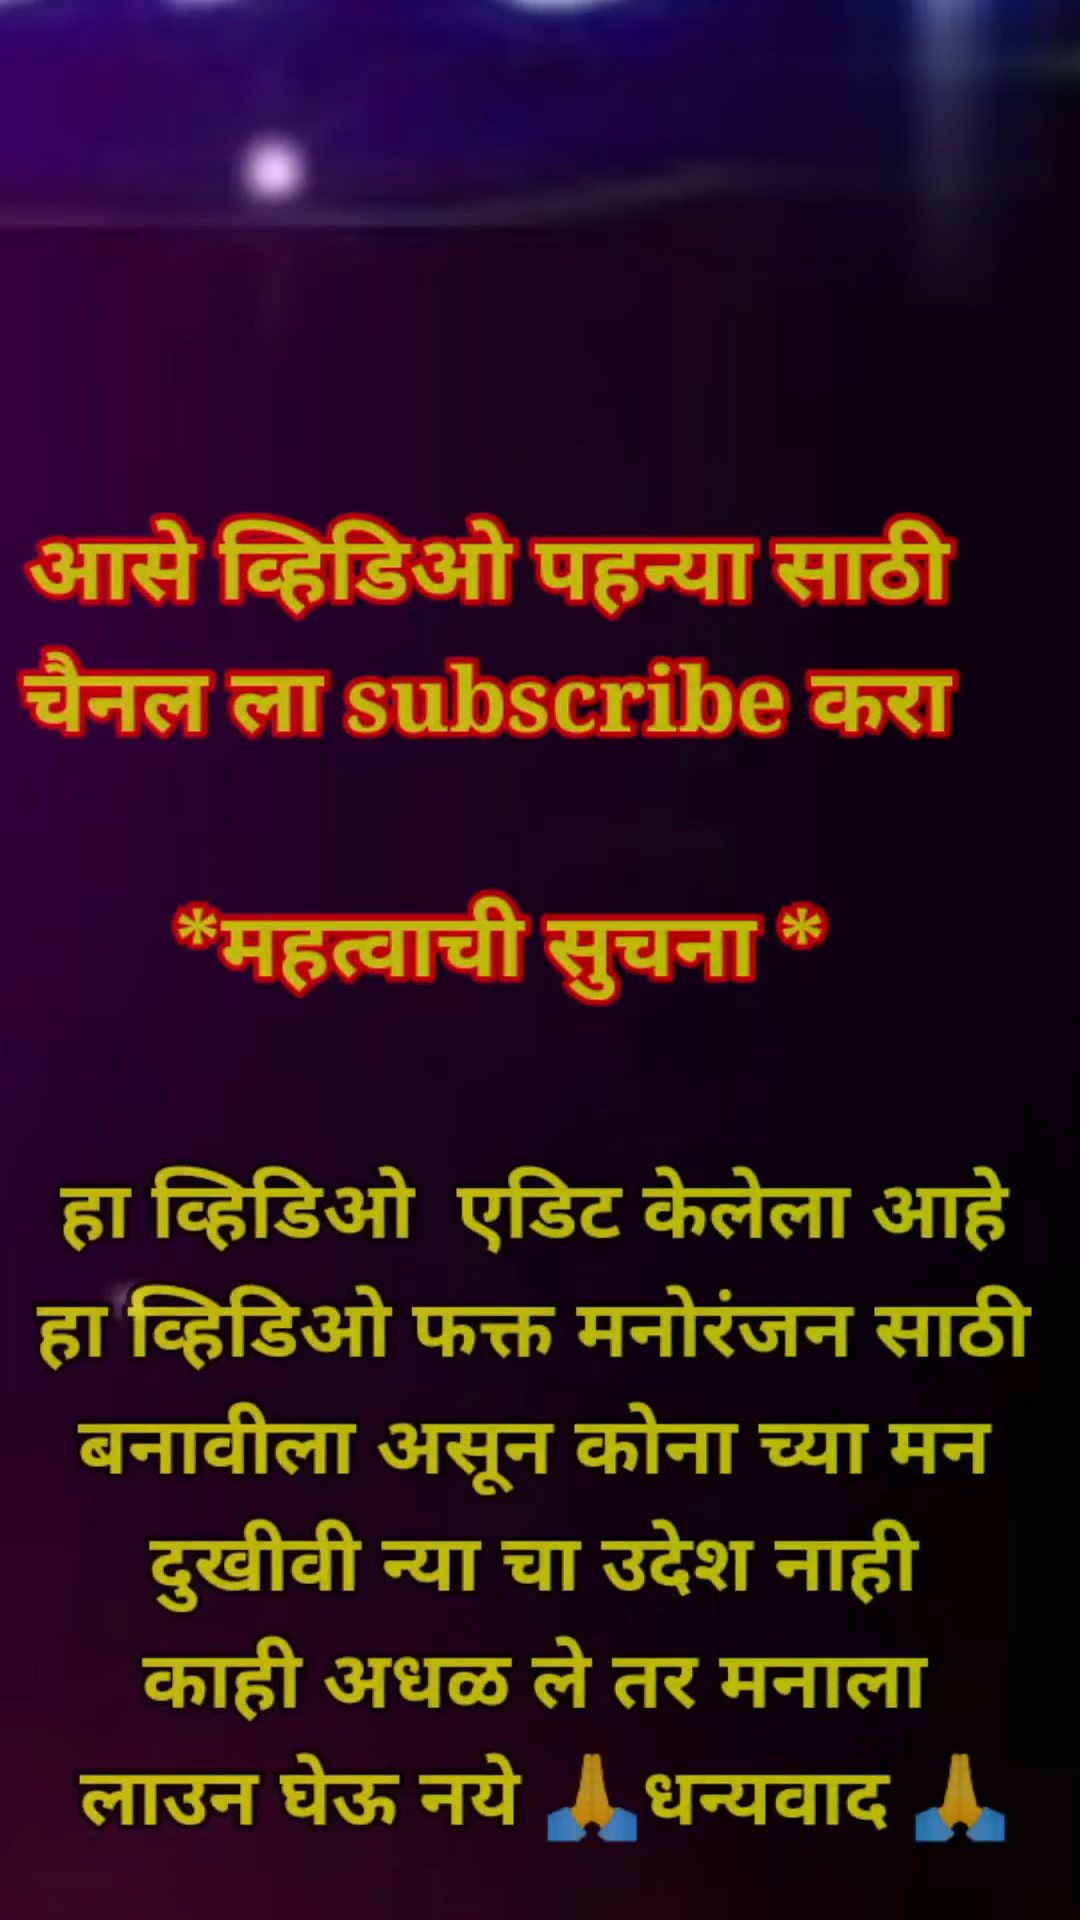 आसे व्हिडिओ पहन्या साठी
चैनल ला subscribe करा
*महत्वाची सुचना *
हा व्हिडिओ एडिट केलेला आहे
हा व्हिडिओ फक्त मनोरंजन साठी
बनावीला असून कोना च्या मन
दुखीवी न्या चा उदेश नाही
काही अधळ ले तर मनाला
लाउन घेऊ नये 🙏धन्यवाद 🙏